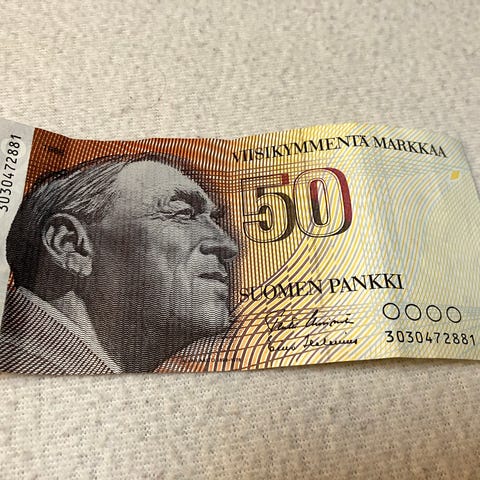 3030472881
VIISIKYMMENTÄ MARKKAA
50
SUOMEN PANKKI
3030472881